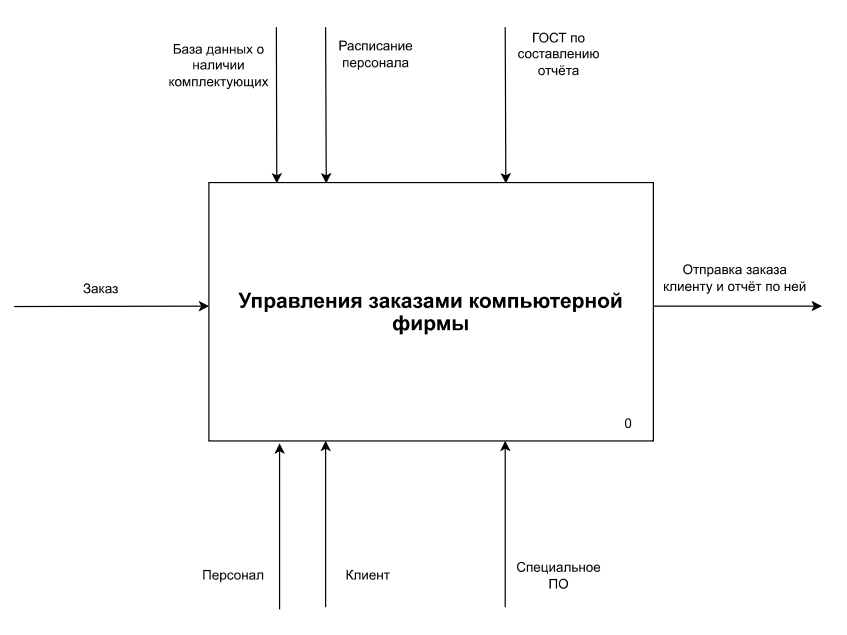 База данных о
наличии
комплектующих
Расписание
персонала
ГОСТ по
составлению
отчёта
Заказ
Управления заказами компьютерной
фирмы
Отправка заказа
клиенту и отчёт по ней
0
Персонал
Клиент
Специальное
ПО